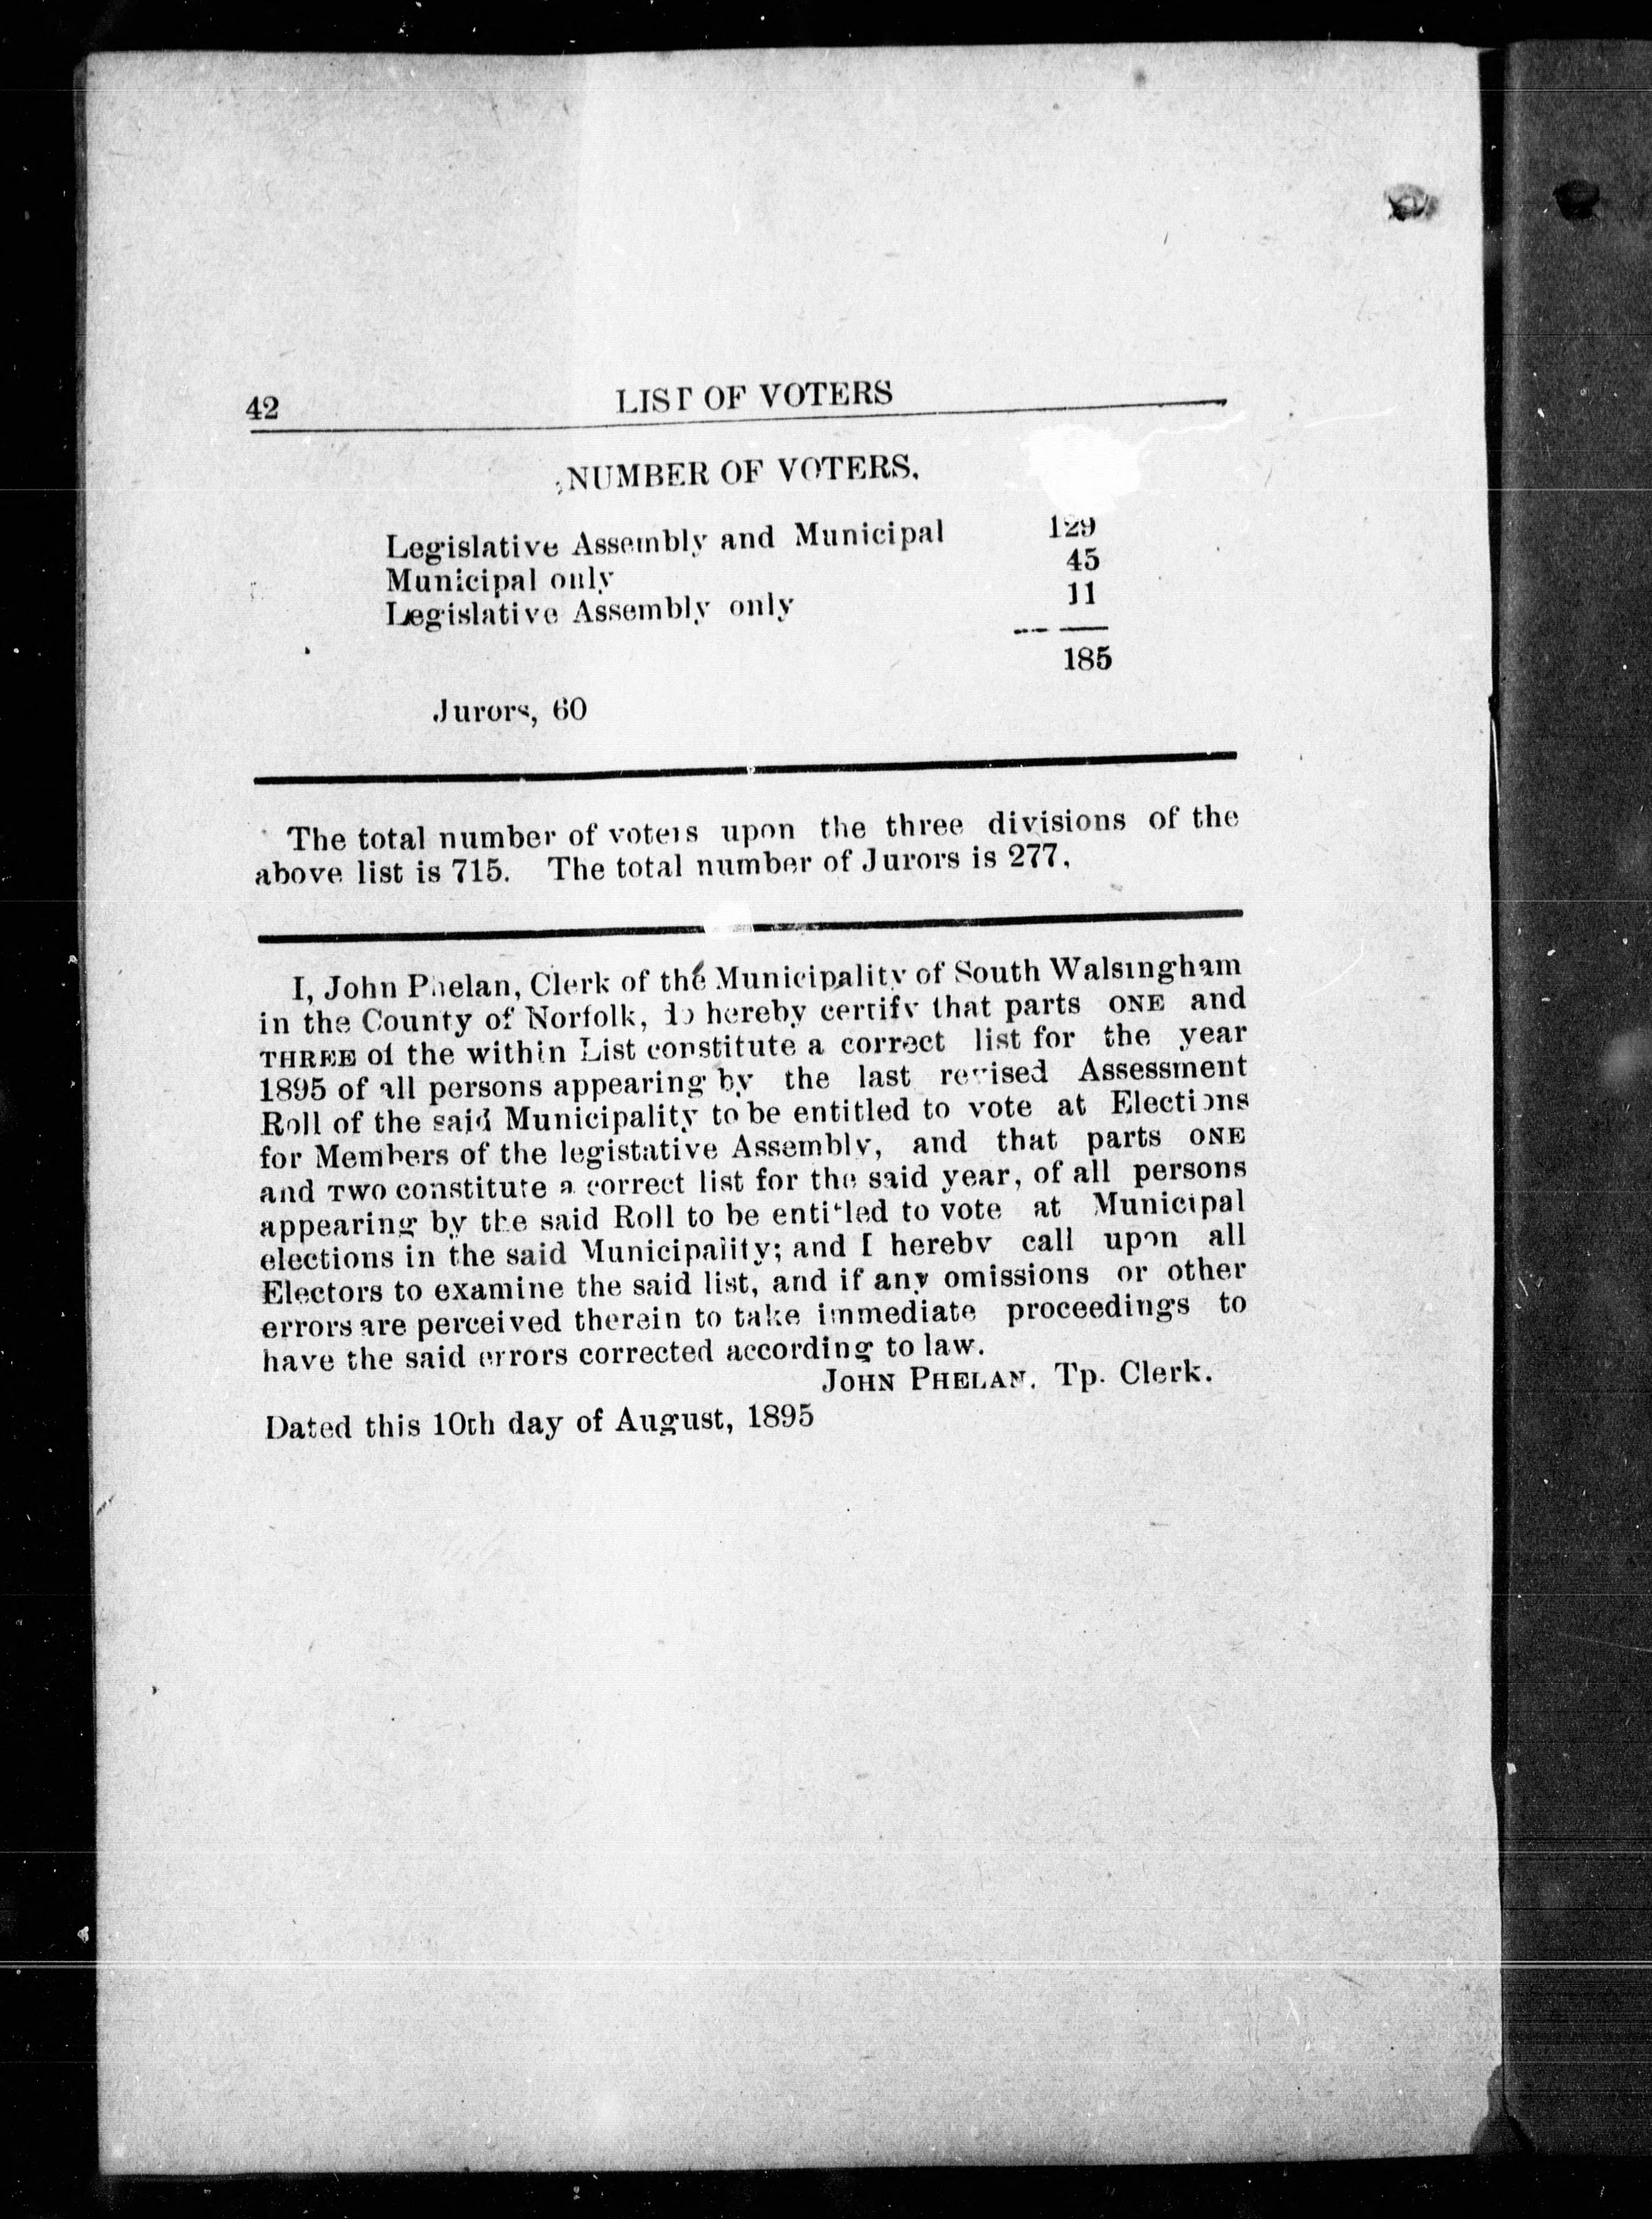 42 LIST OF VOTERS
NUMBER OF VOTERS.
Legislative Assembly and Municipal 129
Municipal only 45
Legislative Assembly only 11
185
Jurors, 60
The total number of voters upon the three divisions of the
above list is 715. The total number of Jurors is 277.
I, John Phelan, Clerk of the Municipality of South Walsingham
in the County of Norfolk, do hereby certify that parts ONE and
THREE of the within List constitute a correct list for the year
1895 of all persons appearing by the last revised Assessment
Roll of the said Municipality to be entitled to vote at Elections
for Members of the legistative Assembly, and that parts ONE
and TWO constitute a correct list for the said year, of all persons
appearing by the said Roll to be entitled to vote at Municipal
elections in the said Municipality; and I hereby call upon all
Electors to examine the said list, and if any omissions or other
errors are perceived therein to take immediate proceedings to
have the said errors corrected according to law.
JOHN PHELAN. Tp. Clerk.
Dated this 10th day of August, 1895